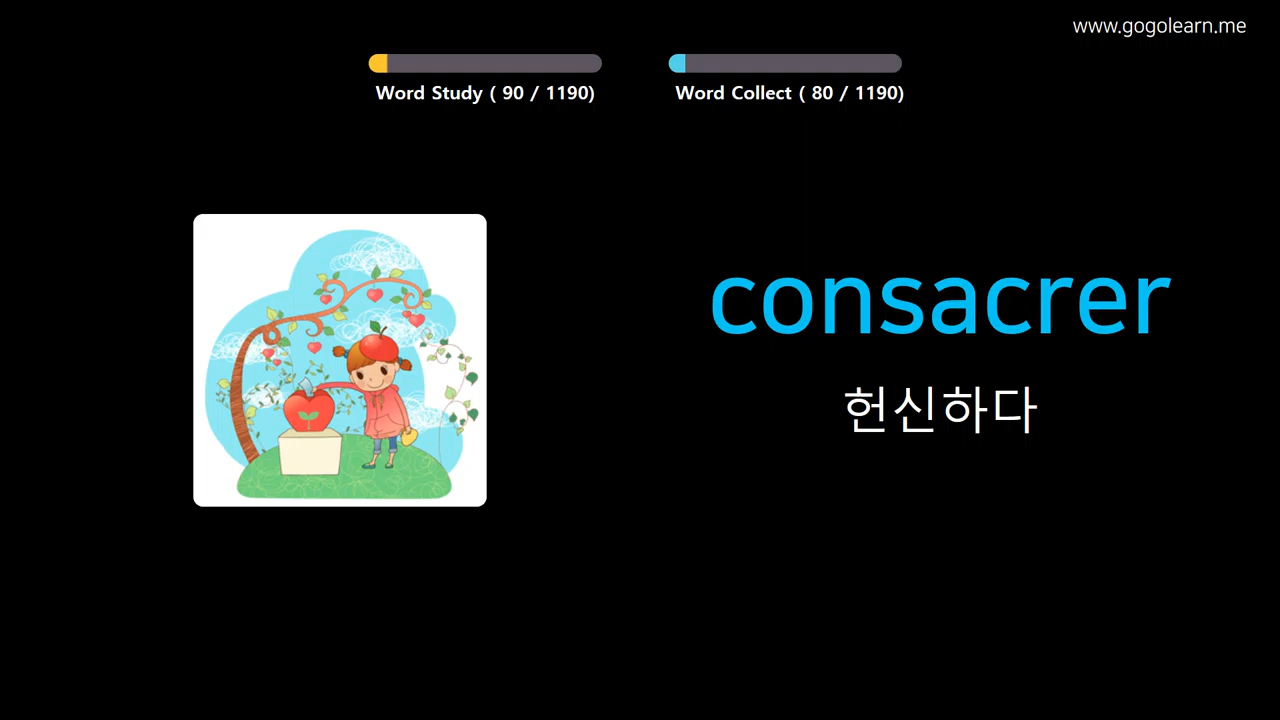 www.gogolearn.me
Word Study ( 90 / 1190)
Word Collect ( 80 / 1190)
consacrer
헌신하다